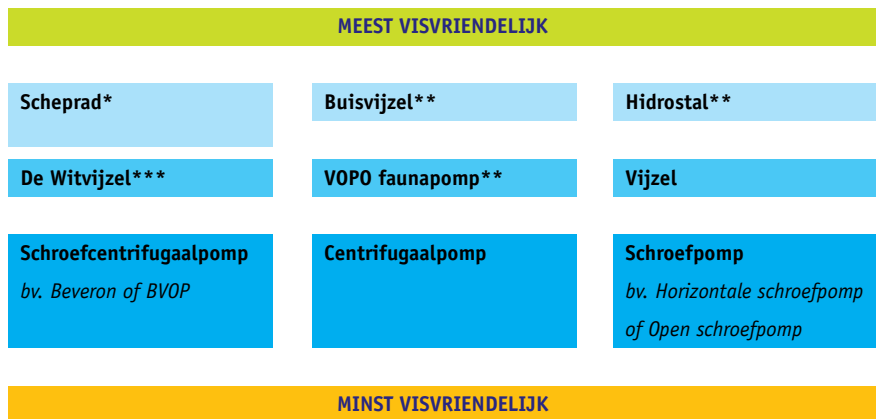 MEEST VISVRIENDELIJK
Scheprad*
Buisvijzel**
Hidrostal**
De Witvijzel***
VOPO faunapomp**
Vijzel
Schroefcentrifugaalpomp
bv. Beveron of BVOP
Centrifugaalpomp
Schroefpomp
bv. Horizontale schroefpomp
of Open schroefpomp
MINST VISVRIENDELIJK